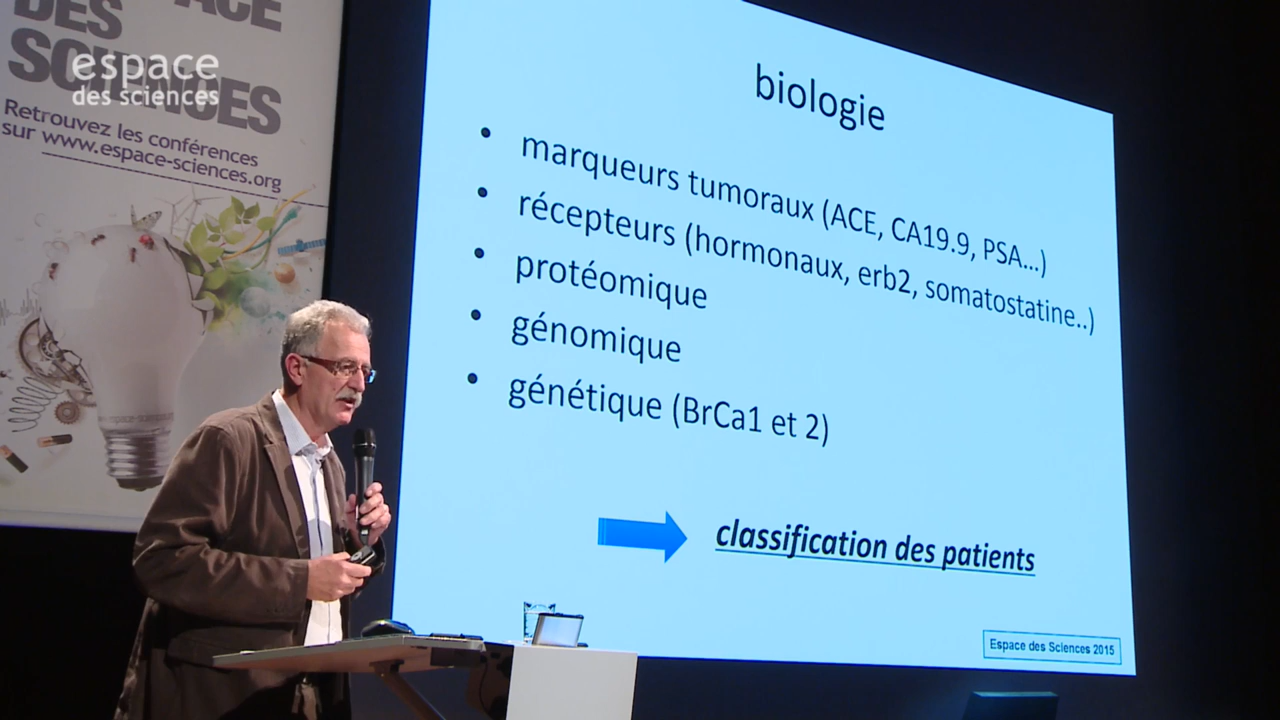 DES
SCIENCES
espace
des sciences
Retrouvez les conférences
sur www.espace-sciences.org
biologie
• marqueurs tumoraux (ACE, CA19.9, PSA...)
• récepteurs (hormonaux, erb2, somatostatine..)
• protéomique
• génomique
• génétique (BrCa1 et 2)
classification des patients
Espace des Sciences 2015